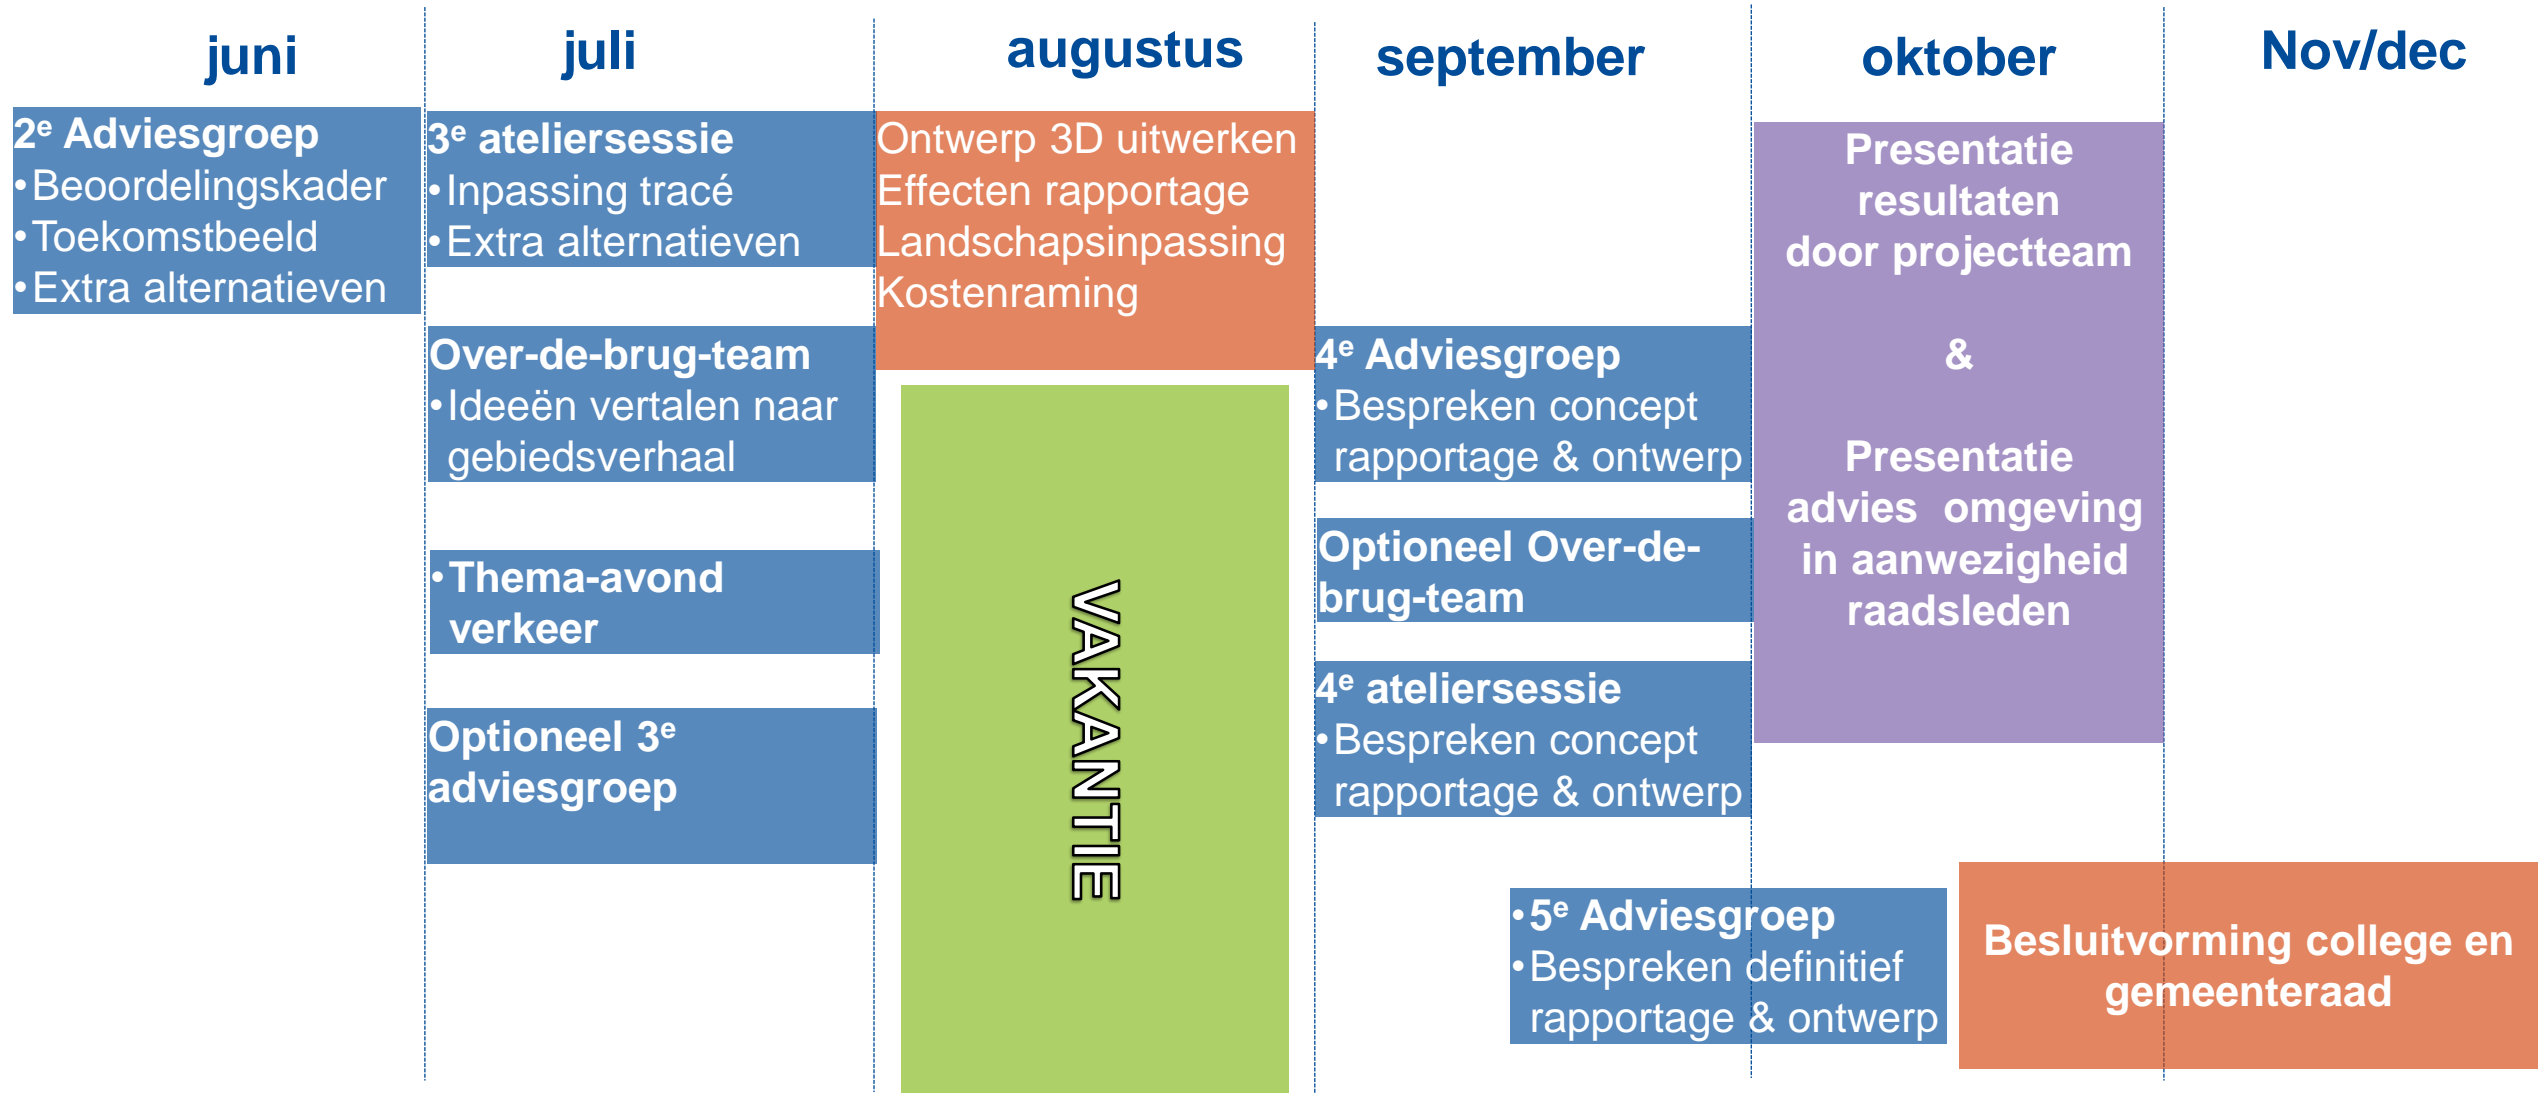 juni
juli
augustus
september
oktober
Nov/dec
2e Adviesgroep
•Beoordelingskader
•Toekomstbeeld
•Extra alternatieven
3e ateliersessie
•Inpassing tracé
•Extra alternatieven
Over-de-brug-team
•Ideeën vertalen naar
gebiedsverhaal
•Thema-avond
verkeer
Optioneel 3e
adviesgroep
Ontwerp 3D uitwerken
Effecten rapportage
Landschapsinpassing
Kostenraming
VAKANTIE
4e Adviesgroep
•Bespreken concept
rapportage & ontwerp
Optioneel Over-de-
brug-team
4e ateliersessie
•Bespreken concept
rapportage & ontwerp
•5e Adviesgroep
•Bespreken definitief
rapportage & ontwerp
Presentatie
resultaten
door projectteam
&
Presentatie
advies omgeving
in aanwezigheid
raadsleden
Besluitvorming college en
gemeenteraad